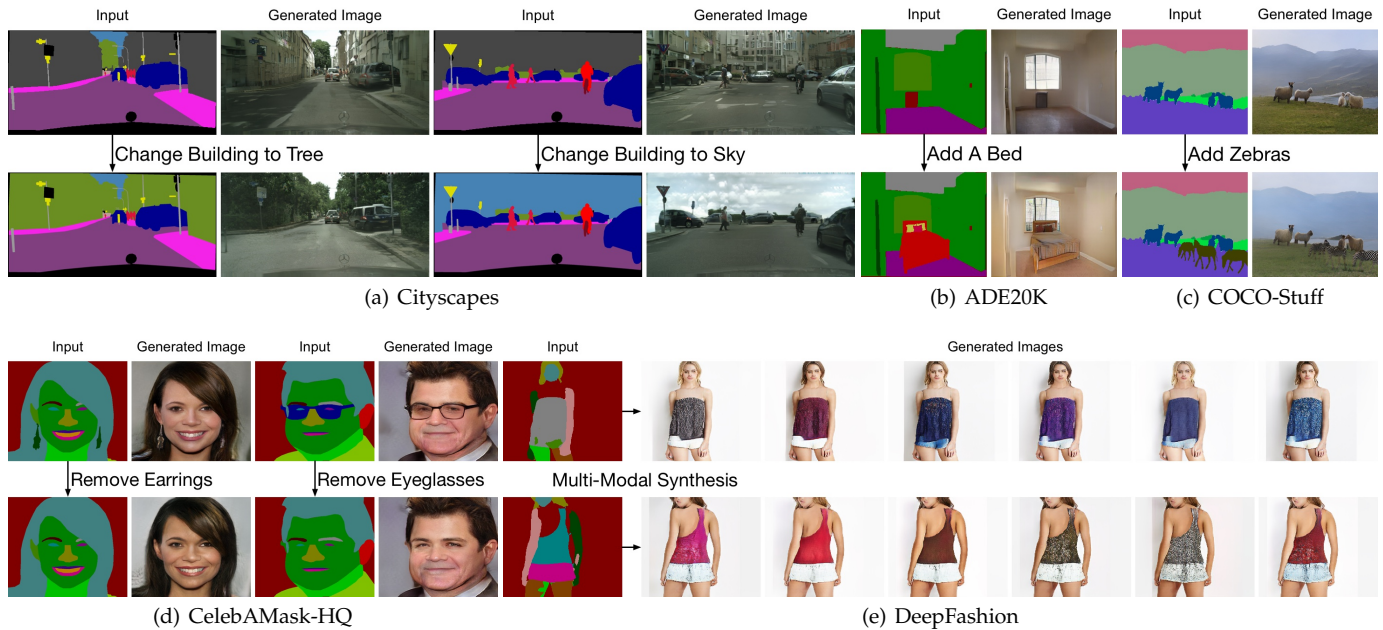 Input Generated Image Input Generated Image Input Generated Image Input Generated Image
Change Building to Tree Change Building to Sky Add A Bed Add Zebras
(a) Cityscapes (b) ADE20K (c) COCO-Stuff
Input Generated Image Input Generated Image Input Generated Images
Remove Earrings Remove Eyeglasses Multi-Modal Synthesis
(d) CelebAMask-HQ (e) DeepFashion